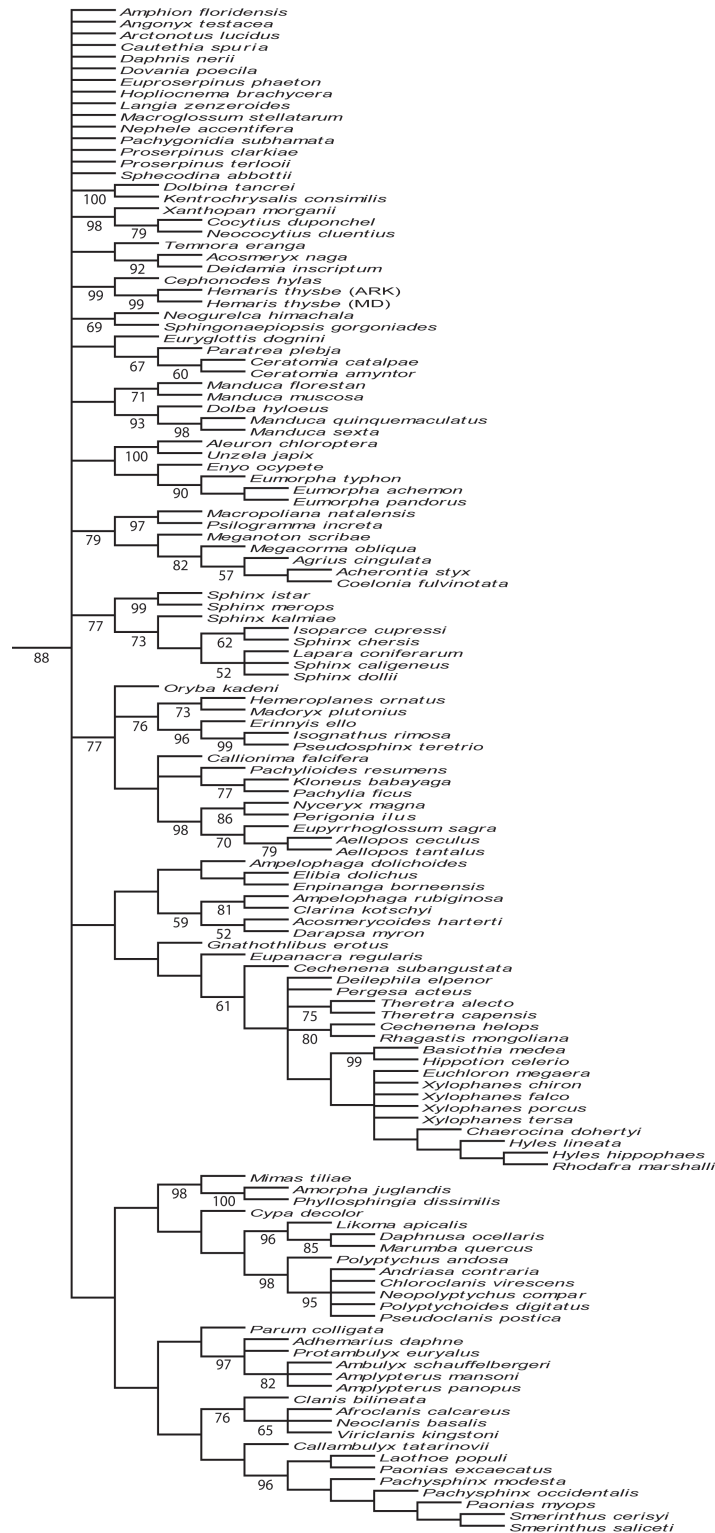 Amphion floridensis
Angonyx testacea
Arctonotus lucidus
Cautethia spuria
Daphnis nerii
Dovania poecila
Euproserpinus phaeton
Hopliocnema brachycera
Langia zenzeroides
Macroglossum stellatarum
Nephele accentifera
Pachygonidia subhamata
Proserpinus clarkiae
Proserpinus terlooii
Sphecodina abbottii
Dolbina tancrei
100 Kentrochrysalis consimilis
Xanthopan morganii
98 Cocytius duponchel
79 Neococytius cluentius
Temnora eranga
Acosmeryx naga
92 Deidamia inscriptum
Cephonodes hylas
99 Hemaris thysbe (ARK)
99 Hemaris thysbe (MD)
Neogurelca himachala
69 Sphingonaepiopsis gorgoniades
Euryglottis dognini
Paratrea plebja
67 Ceratomia catalpae
60 Ceratomia amyntor
Manduca florestan
71 Manduca muscosa
Dolba hyloeus
93 Manduca quinquemaculatus
98 Manduca sexta
Aleuron chloroptera
100 Unzela japix
Enyo ocypete
Eumorpha typhon
90 Eumorpha achemon
Eumorpha pandorus
Macropoliana natalensis
97 Psilogramma increta
79 Meganoton scribae
Megacorma obliqua
82 Agrius cingulata
57 Acherontia styx
Coelonia fulvinotata
Sphinx istar
99 Sphinx merops
77 Sphinx kalmiae
Isoparce cupressi
73 62 Sphinx chersis
Lapara coniferarum
88 Sphinx caligeneus
52 Sphinx dollii
Oryba kadeni
Hemeroplanes ornatus
73 Madoryx plutonius
76 Erinnyis ello
96 Isognathus rimosa
77 99 Pseudosphinx teretrio
Callionima falcifera
Pachylioides resumens
Kloneus babayaga
77 Pachylia ficus
Nyceryx magna
86 Perigonia ilus
98 Eupyrrhoglossum sagra
70 Aellopos ceculus
79 Aellopos tantalus
Ampelophaga dolichoides
Elibia dolichus
Enpinanga borneensis
Ampelophaga rubiginosa
81 Clarina kotschyi
59 Acosmerycoides harterti
52 Darapsa myron
Gnathothlibus erotus
Eupanacra regularis
Cechenena subangustata
Deilephila elpenor
Pergesa acteus
61 Theretra alecto
75 Theretra capensis
Cechenena helops
80 Rhagastis mongoliana
Basiothia medea
99 Hippotion celerio
Euchloron megaera
Xylophanes chiron
Xylophanes falco
Xylophanes porcus
Xylophanes tersa
Chaerocina dohertyi
Hyles lineata
Hyles hippophaes
Rhodafra marshalli
Mimas tiliae
98 Amorpha juglandis
100 Phyllosphingia dissimilis
Cypa decolor
Likoma apicalis
96 Daphnusa ocellaris
85 Marumba quercus
Polyptychus andosa
98 Andriasa contraria
Chloroclanis virescens
Neopolyptychus compar
95 Polyptychoides digitatus
Pseudoclanis postica
Parum colligata
Adhemarius daphne
Protambulyx euryalus
97 Ambulyx schauffelbergeri
Amplypterus mansoni
82 Amplypterus panopus
Clanis bilineata
76 Afroclanis calcareus
Neoclanis basalis
65 Viriclanis kingstoni
Callambulyx tatarinovii
Laothoe populi
Paonias excaecatus
96 Pachysphinx modesta
Pachysphinx occidentalis
Paonias myops
Smerinthus cerisyi
Smerinthus saliceti